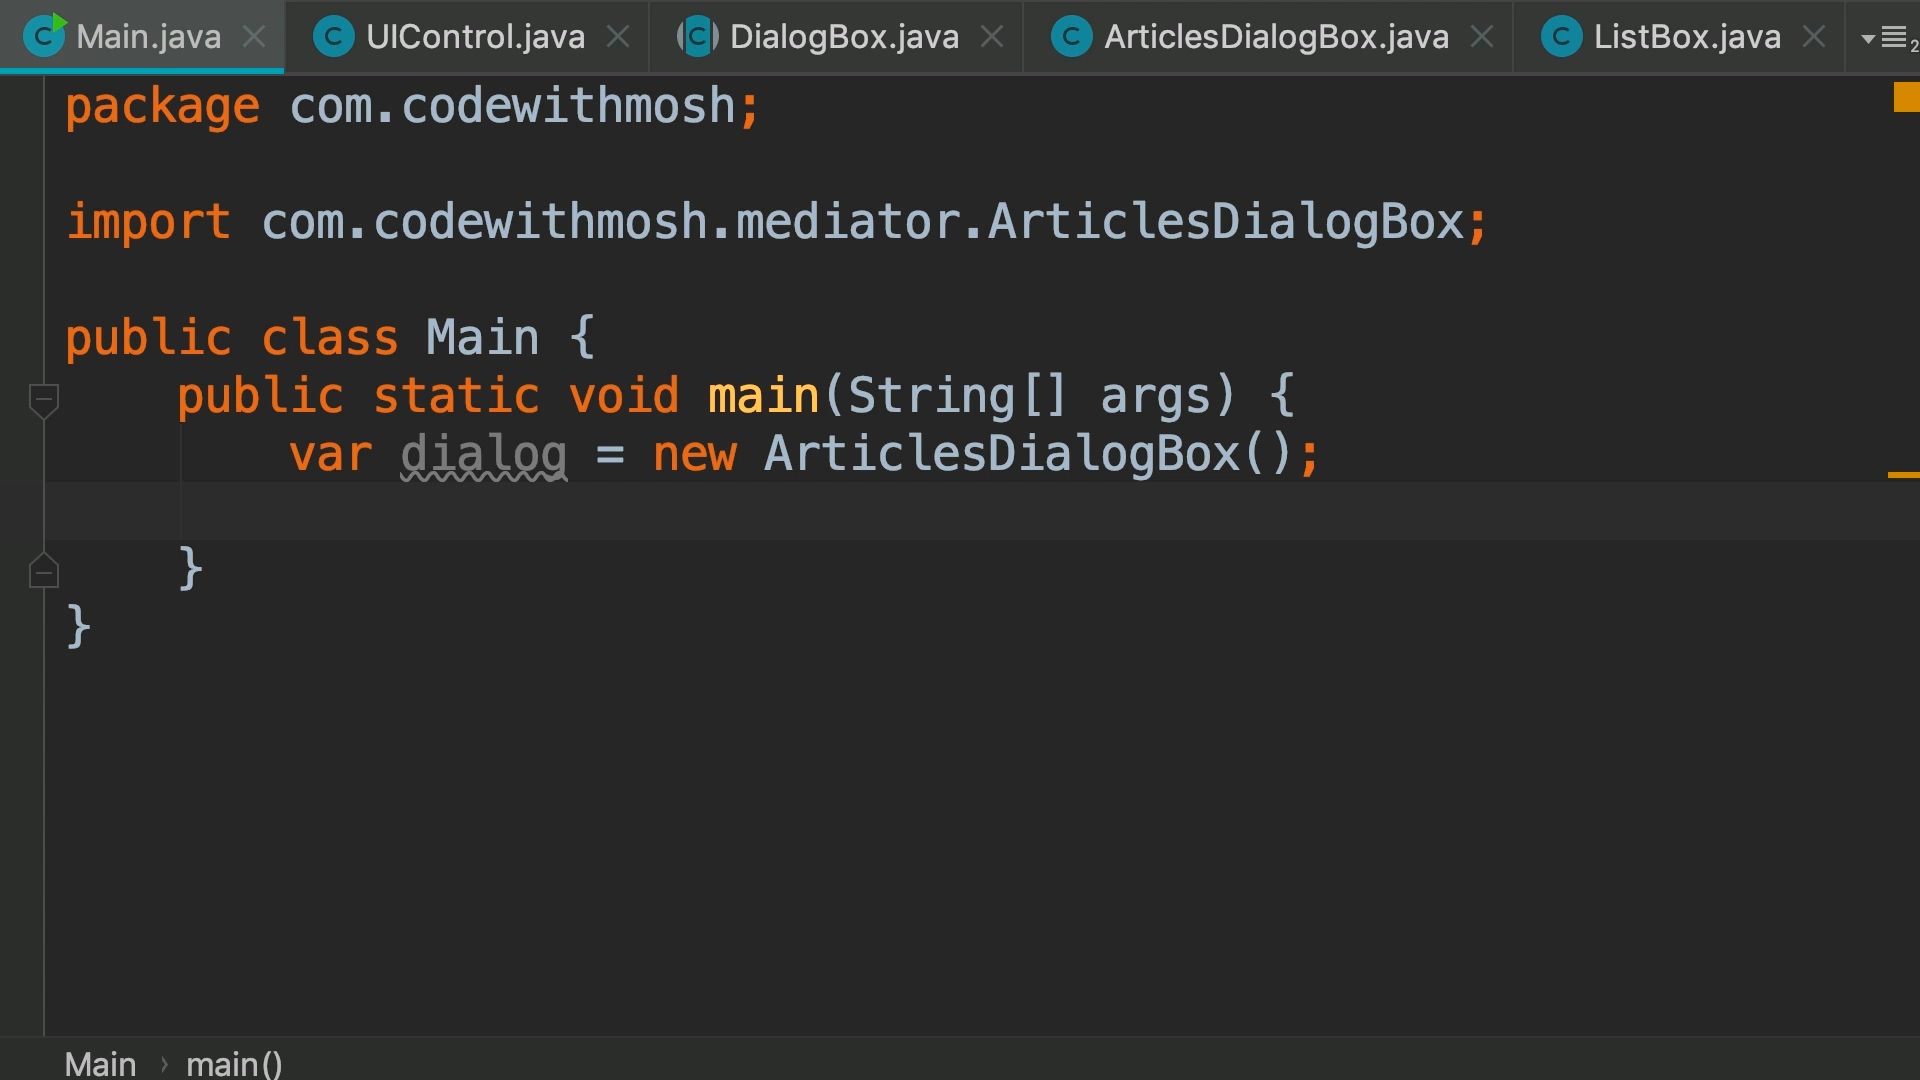 Main.java UIControl.java DialogBox.java ArticlesDialogBox.java ListBox.java 2
package com.codewithmosh;
import com.codewithmosh.mediator.ArticlesDialogBox;
public class Main {
public static void main(String[] args) {
var dialog = new ArticlesDialogBox();
}
}
Main › main()